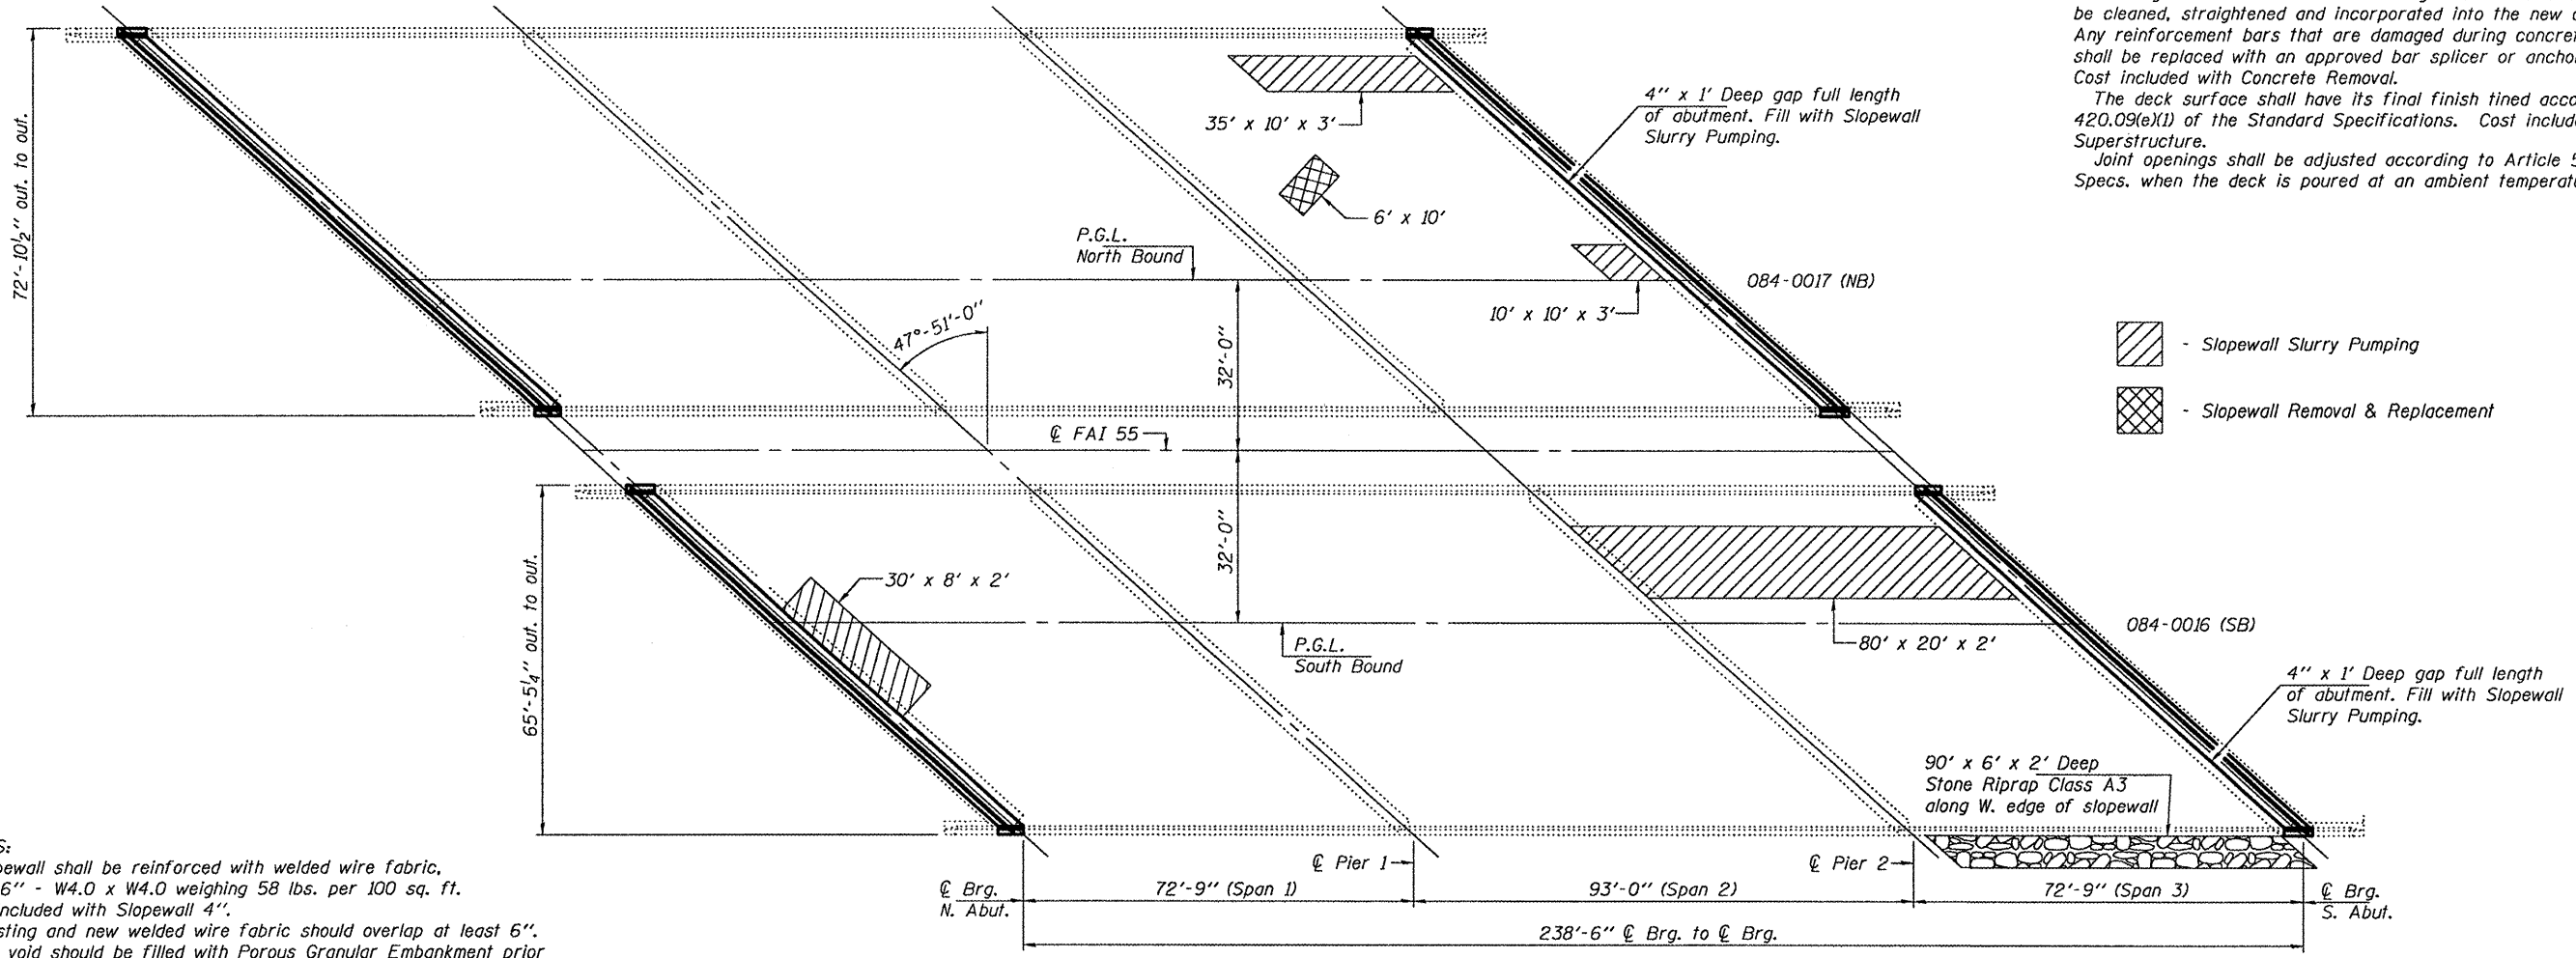 be cleaned, straightened and incorporated into the new
Any reinforcement bars that are damaged during
shall be replaced with an approved bar splicer or
Cost included with Concrete Removal.
The deck surface shall have its final finish tined
420.09(e)(1) of the Standard Specifications. Cost
Superstructure.
Joint openings shall be adjusted according to Article
Specs. when the deck is poured at an ambient
72'-10½" out. to out.
35' x 10' x 3'
4" x 1' Deep gap full length
of abutment. Fill with Slopewall
Slurry Pumping.
6' x 10'
P.G.L.
North Bound
084-0017 (NB)
10' x 10' x 3'
47°-51'-0"
32'-0"
- Slopewall Slurry Pumping
- Slopewall Removal & Replacement
℄ FAI 55
32'-0"
65'-5¼" out. to out.
30' x 8' x 2'
80' x 20' x 2'
084-0016 (SB)
P.G.L.
South Bound
4" x 1' Deep gap full length
of abutment. Fill with Slopewall
Slurry Pumping.
90' x 6' x 2' Deep
Stone Riprap Class A3
along W. edge of slopewall
S:
shall be reinforced with welded wire fabric,
6" - W4.0 x W4.0 weighing 58 lbs. per 100 sq. ft.
included with Slopewall 4".
and new welded wire fabric should overlap at least 6".
void should be filled with Porous Granular Embankment prior
℄ Pier 1
℄ Pier 2
℄ Brg.
N. Abut.
72'-9" (Span 1)
93'-0" (Span 2)
72'-9" (Span 3)
℄ Brg.
S. Abut.
238'-6" ℄ Brg. to ℄ Brg.